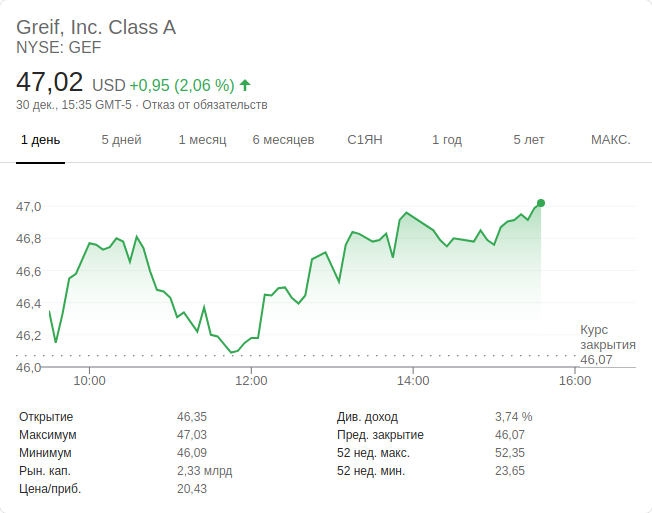 Greif, Inc. Class A
NYSE: GEF
47,02 USD +0,95 (2,06 %)
30 дек., 15:35 GMT-5 · Отказ от обязательств
1 день 5 дней 1 месяц 6 месяцев С1ЯН 1 год 5 лет МАКС.
47,0
46,8
46,6
46,4
46,2
46,0
Курс
закрытия
46,07
10:00 12:00 14:00 16:00
Открытие 46,35 Див. доход 3,74 %
Максимум 47,03 Пред. закрытие 46,07
Минимум 46,09 52 нед. макс. 52,35
Рын. кап. 2,33 млрд 52 нед. мин. 23,65
Цена/приб. 20,43